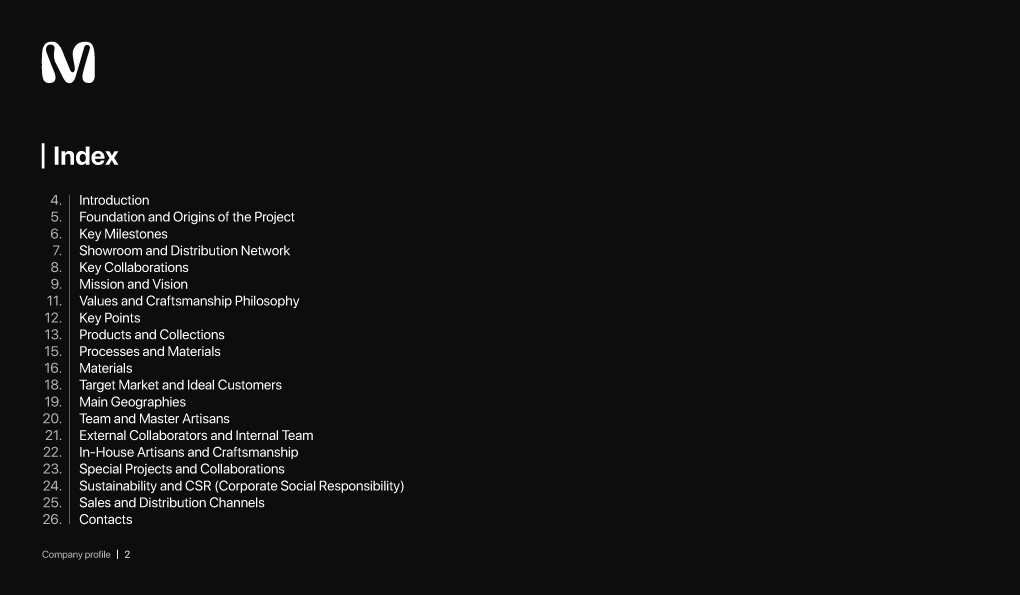 M
Index
4. Introduction
5. Foundation and Origins of the Project
6. Key Milestones
7. Showroom and Distribution Network
8. Key Collaborations
9. Mission and Vision
11. Values and Craftsmanship Philosophy
12. Key Points
13. Products and Collections
15. Processes and Materials
16. Materials
18. Target Market and Ideal Customers
19. Main Geographies
20. Team and Master Artisans
21. External Collaborators and Internal Team
22. In-House Artisans and Craftsmanship
23. Special Projects and Collaborations
24. Sustainability and CSR (Corporate Social Responsibility)
25. Sales and Distribution Channels
26. Contacts
Company profile | 2